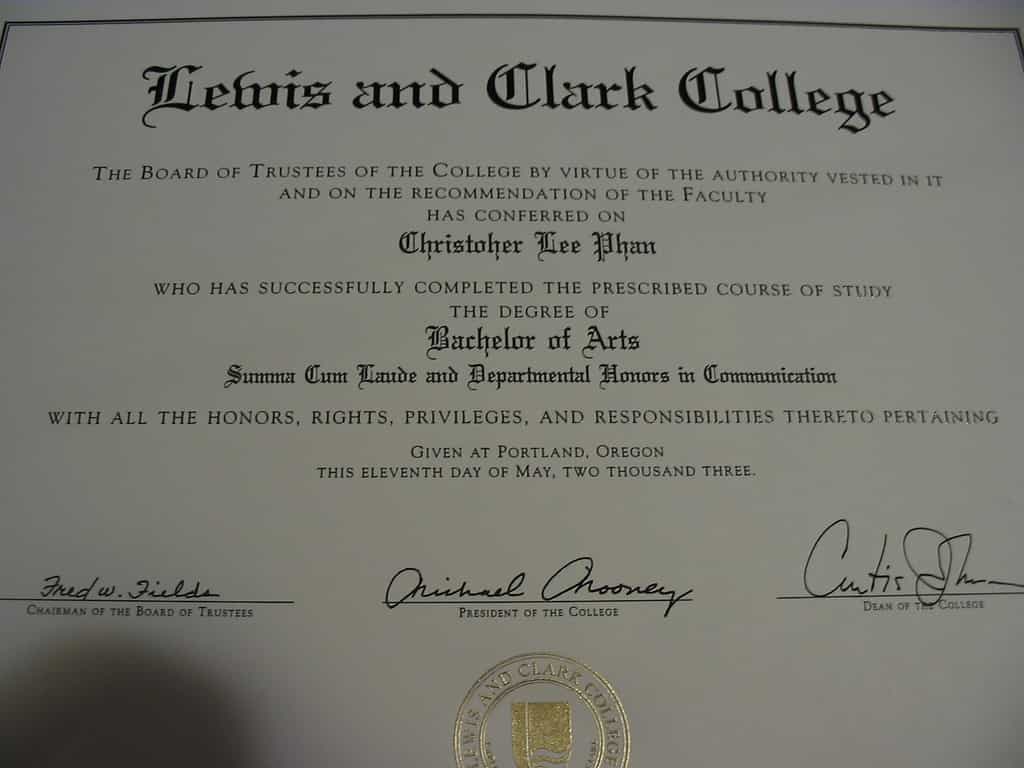 Lewis and Clark College
The Board of Trustees of the College by virtue of the authority vested in it
and on the recommendation of the Faculty
has conferred on
Christoher Lee Phan
who has successfully completed the prescribed course of study
the degree of
Bachelor of Arts
Summa Cum Laude and Departmental Honors in Communication
with all the honors, rights, privileges, and responsibilities thereto pertaining
Given at Portland, Oregon
this eleventh day of May, two thousand three.
Fred W. Fields
Chairman of the Board of Trustees
Michael Mooney
President of the College
Curtis
Dean of the College
LEWIS AND CLARK COLLEGE